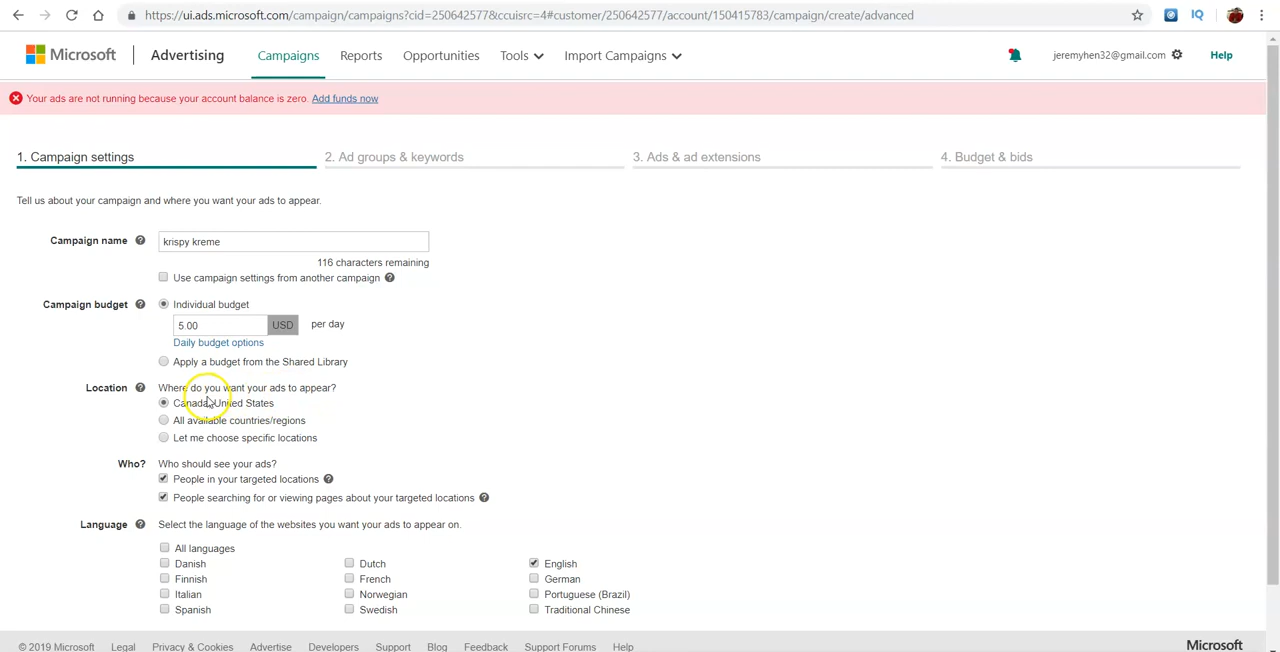 https://ui.ads.microsoft.com/campaign/campaigns?cid=250642577&ccuisrc=4#customer/250642577/account/150415783/campaign/create/advanced
IQ
Microsoft Advertising Campaigns Reports Opportunities Tools Import Campaigns jeremyhen32@gmail.com Help
Your ads are not running because your account balance is zero. Add funds now
1. Campaign settings 2. Ad groups & keywords 3. Ads & ad extensions 4. Budget & bids
Tell us about your campaign and where you want your ads to appear.
Campaign name ? krispy kreme
116 characters remaining
Use campaign settings from another campaign ?
Campaign budget ? Individual budget
5.00 USD per day
Daily budget options
Apply a budget from the Shared Library
Location ? Where do you want your ads to appear?
Canada, United States
All available countries/regions
Let me choose specific locations
Who? Who should see your ads?
People in your targeted locations ?
People searching for or viewing pages about your targeted locations ?
Language ? Select the language of the websites you want your ads to appear on.
All languages
Danish Dutch English
Finnish French German
Italian Norwegian Portuguese (Brazil)
Spanish Swedish Traditional Chinese
© 2019 Microsoft Legal Privacy & Cookies Advertise Developers Support Blog Feedback Support Forums Help Microsoft